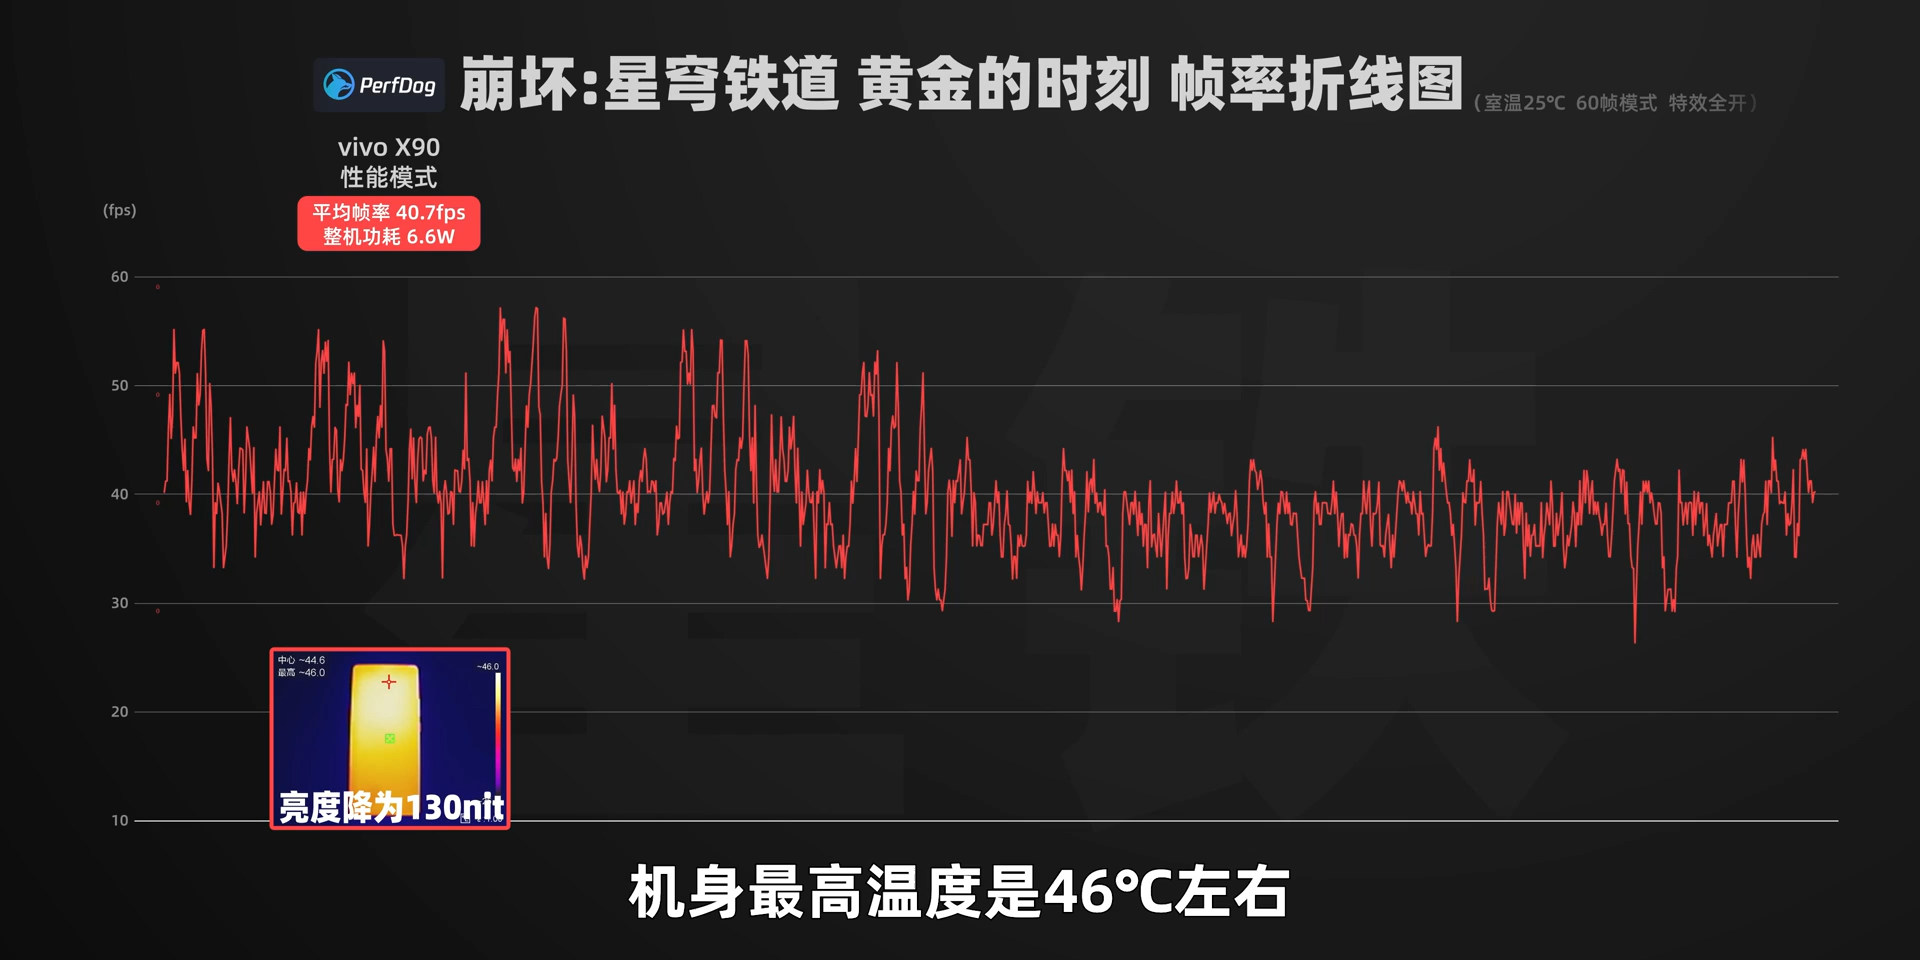 PerfDog
崩坏:星穹铁道 黄金的时刻 帧率折线图
(室温25℃ 60帧模式 特效全开)
vivo X90
性能模式
平均帧率 40.7fps
整机功耗 6.6W
(fps)
60
50
40
30
20
10
中心 ~44.6
最高 ~46.0
~46.0
亮度降为130nit
机身最高温度是46℃左右